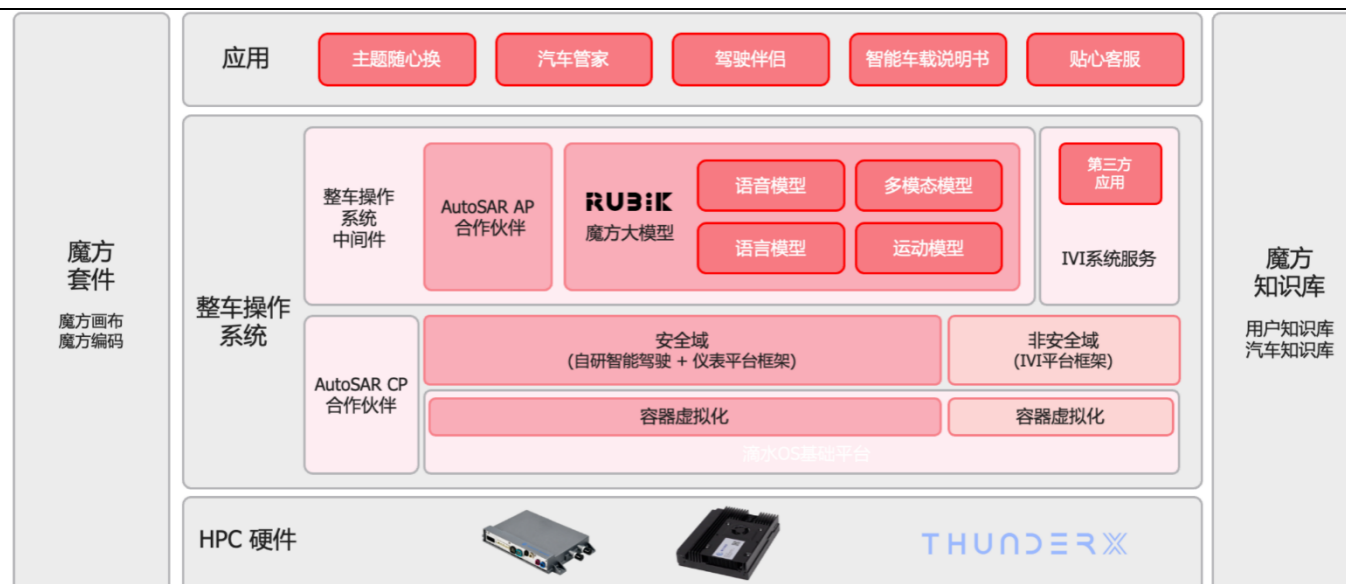 应用
主题随心换
汽车管家
驾驶伴侣
智能车载说明书
贴心客服
魔方
套件
魔方画布
魔方编码
整车操作
系统
整车操作
系统
中间件
AutoSAR AP
合作伙伴
RUBiK
魔方大模型
语音模型
多模态模型
语言模型
运动模型
第三方
应用
IVI系统服务
AutoSAR CP
合作伙伴
安全域
(自研智能驾驶 + 仪表平台框架)
非安全域
(IVI平台框架)
容器虚拟化
容器虚拟化
滴水OS基础平台
HPC 硬件
THUNDERX
魔方
知识库
用户知识库
汽车知识库